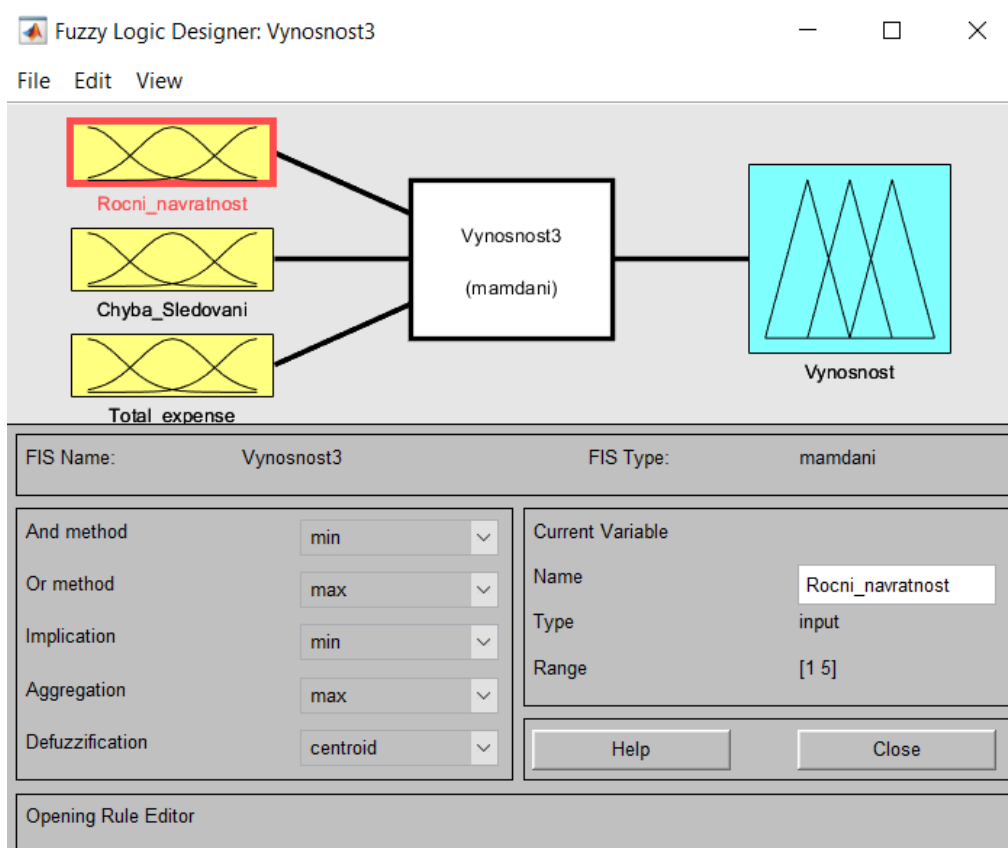 Fuzzy Logic Designer: Vynosnost3
File Edit View
Rocni_navratnost
Chyba_Sledovani
Total_expense
Vynosnost3
(mamdani)
Vynosnost
FIS Name: Vynosnost3 FIS Type: mamdani
And method min
Or method max
Implication min
Aggregation max
Defuzzification centroid
Current Variable
Name Rocni_navratnost
Type input
Range [1 5]
Help Close
Opening Rule Editor